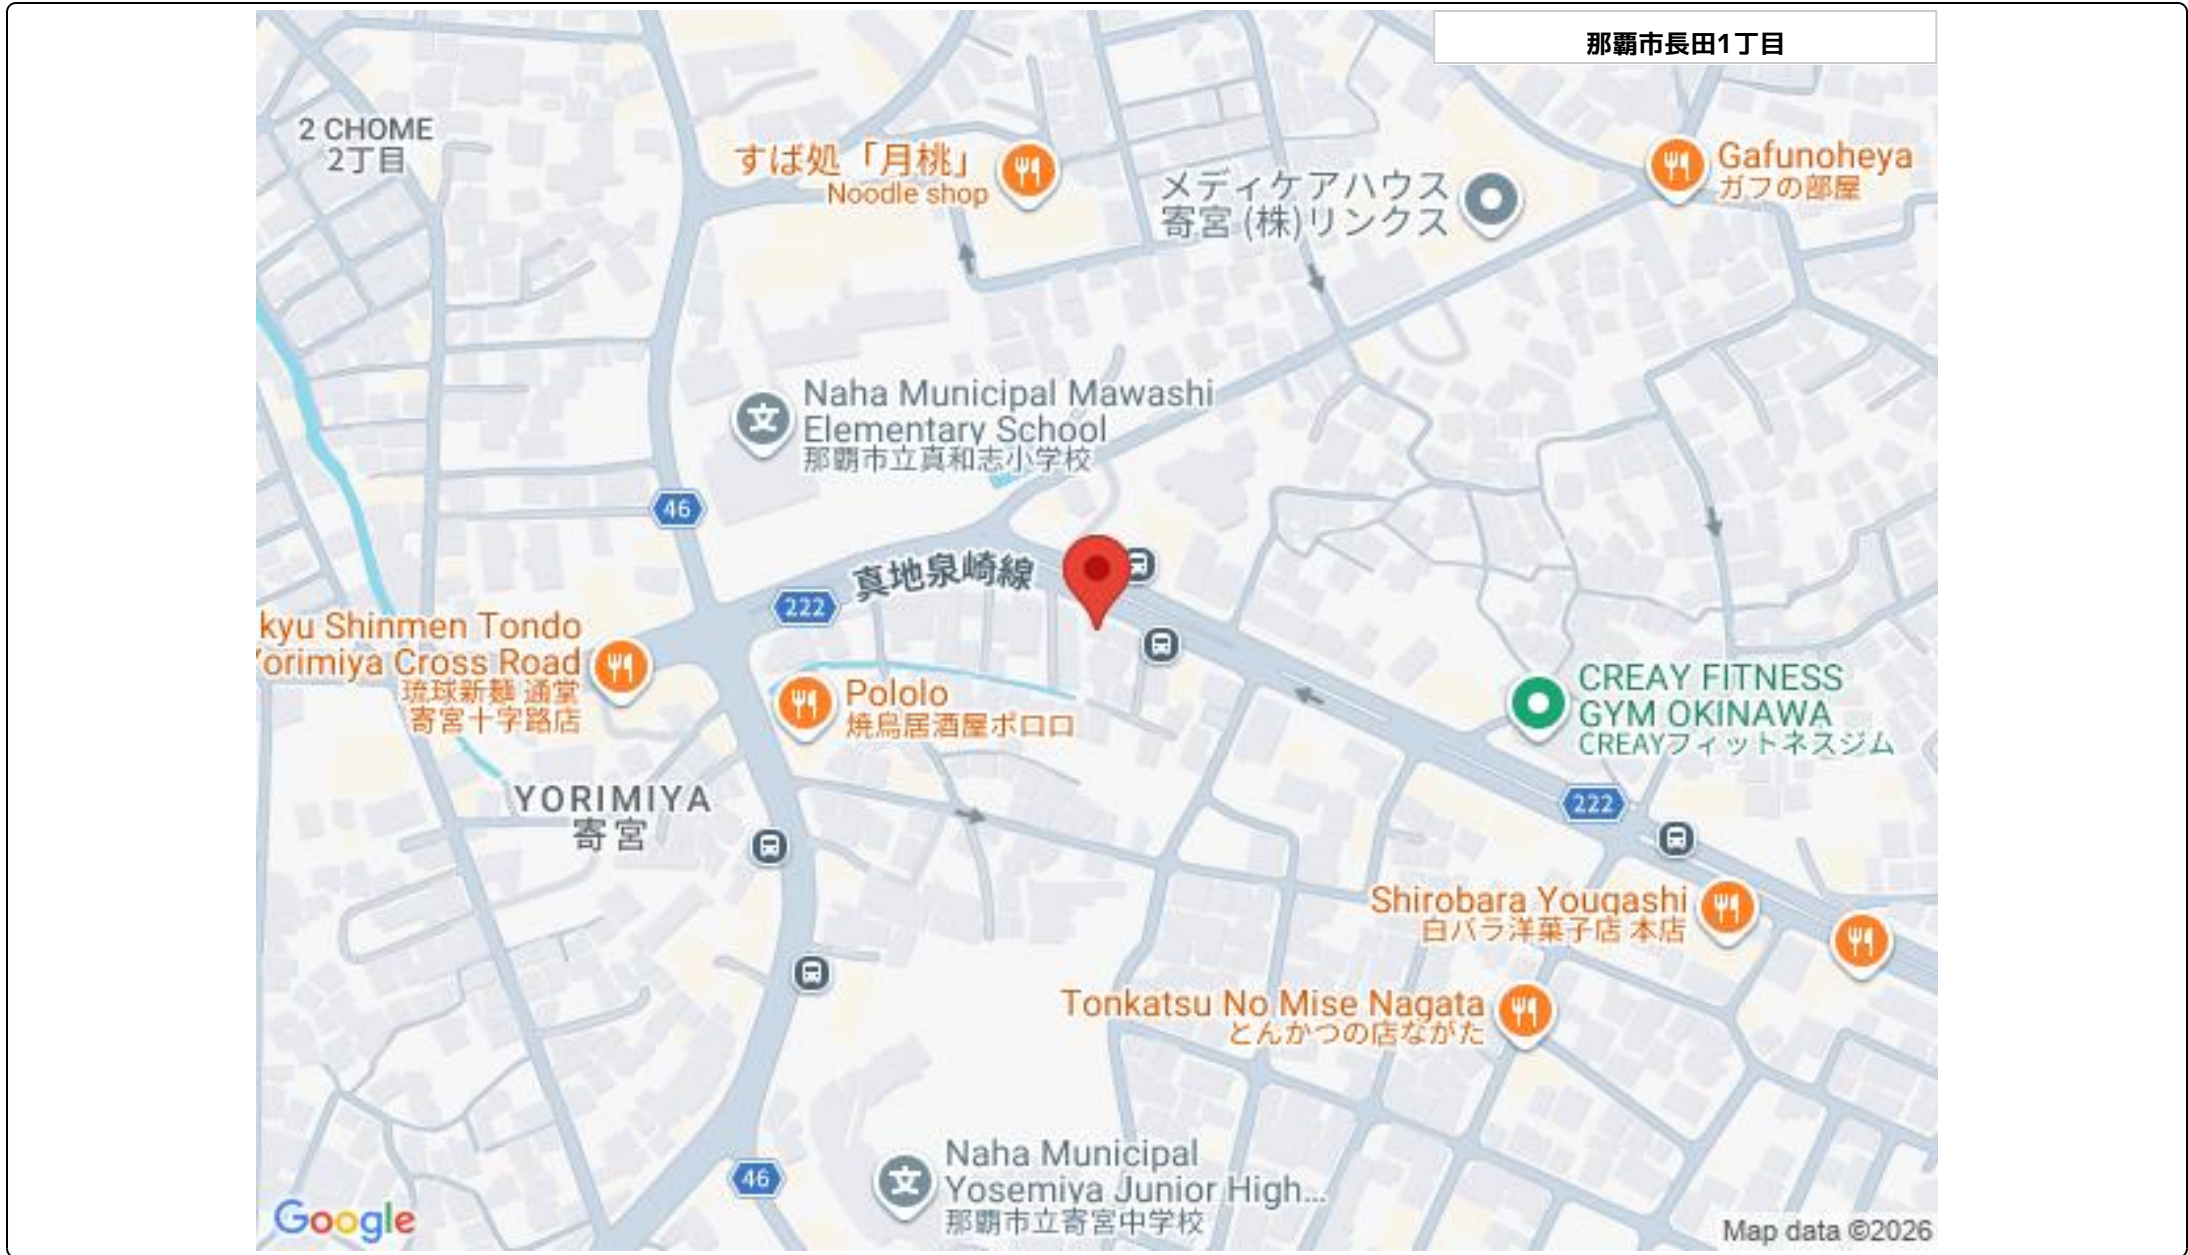 那覇市長田1丁目
2 CHOME
2丁目
すば処「月桃」
Noodle shop
メディケアハウス
寄宮 (株)リンクス
Gafunoheya
ガフの部屋
Naha Municipal Mawashi
Elementary School
那覇市立真和志小学校
46
真地泉崎線
222
kyu Shinmen Tondo
Yorimiya Cross Road
琉球新麺 通堂
寄宮十字路店
Pololo
焼鳥居酒屋ポロロ
CREAY FITNESS
GYM OKINAWA
CREAYフィットネスジム
YORIMIYA
寄宮
222
Shirobara Yougashi
白バラ洋菓子店 本店
Tonkatsu No Mise Nagata
とんかつの店ながた
46
Naha Municipal
Yosemiya Junior High...
那覇市立寄宮中学校
Google
Map data ©2026